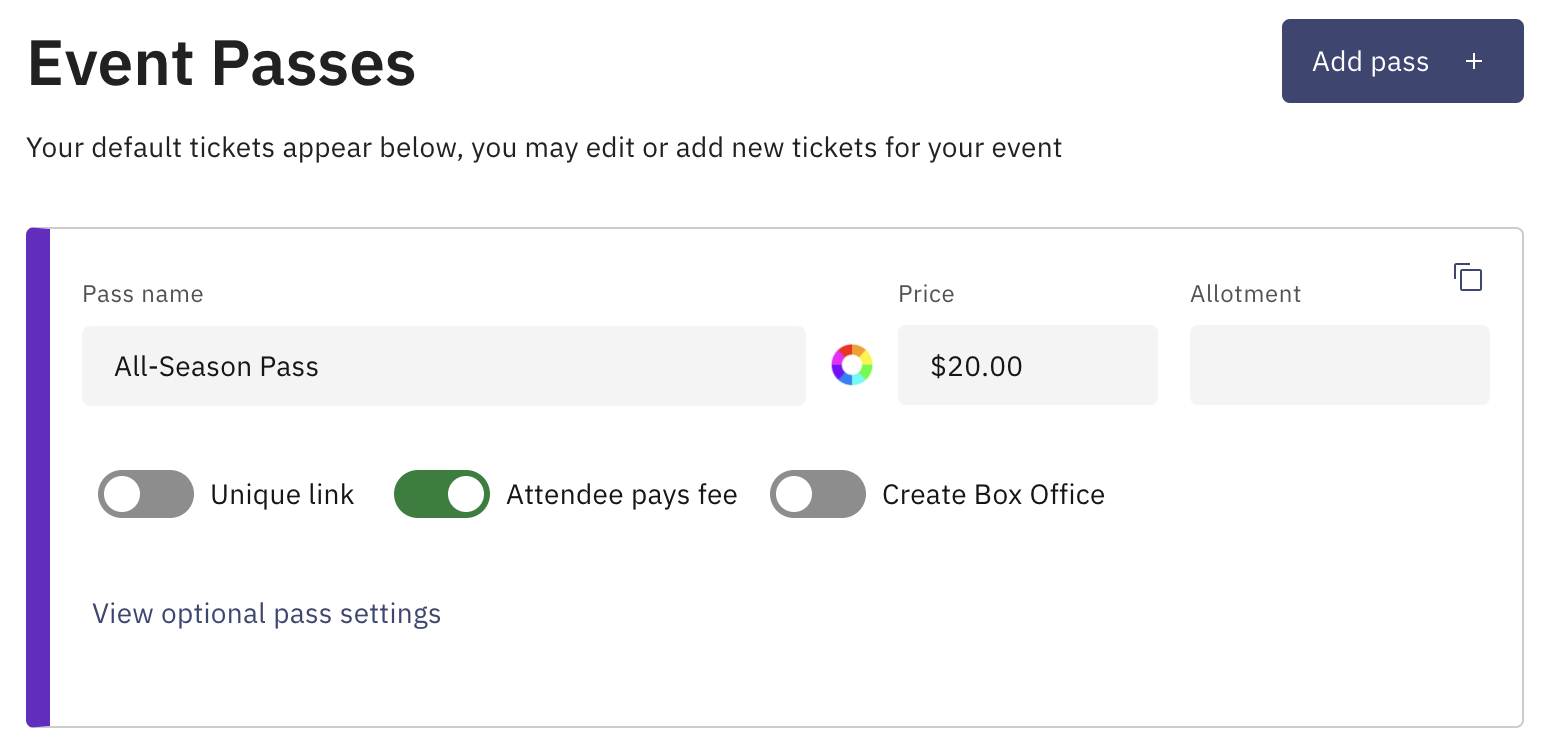 Event Passes
Add pass +
Your default tickets appear below, you may edit or add new tickets for your event
Pass name
Price
Allotment
All-Season Pass
$20.00
Unique link
Attendee pays fee
Create Box Office
View optional pass settings